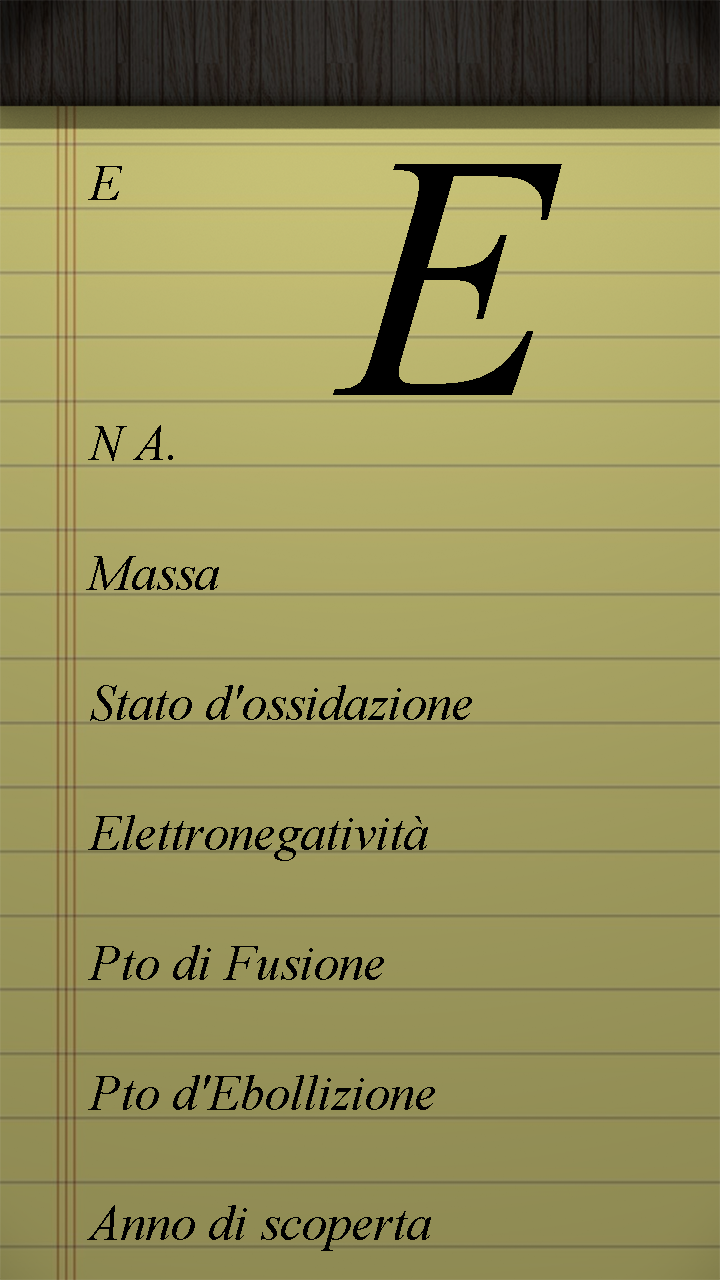 E
E
N A.
Massa
Stato d'ossidazione
Elettronegatività
Pto di Fusione
Pto d'Ebollizione
Anno di scoperta